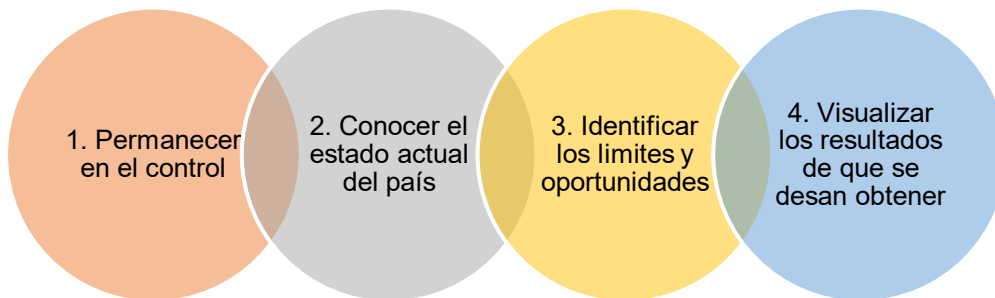 1. Permanecer
en el control
2. Conocer el
estado actual
del país
3. Identificar
los limites y
oportunidades
4. Visualizar
los resultados
de que se
desan obtener